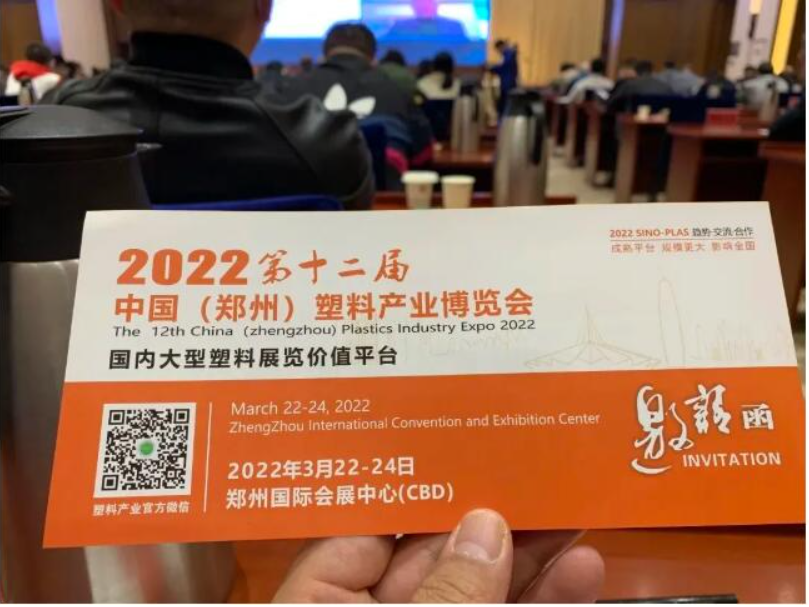 2022 SINO-PLAS 趋势·交流·合作
成熟平台 规模更大 影响全国
2022第十二届
中国（郑州）塑料产业博览会
The 12th China (zhengzhou) Plastics Industry Expo 2022
国内大型塑料展览价值平台
March 22-24, 2022
ZhengZhou International Convention and Exhibition Center
2022年3月22-24日
郑州国际会展中心(CBD)
塑料产业官方微信
邀请函
INVITATION